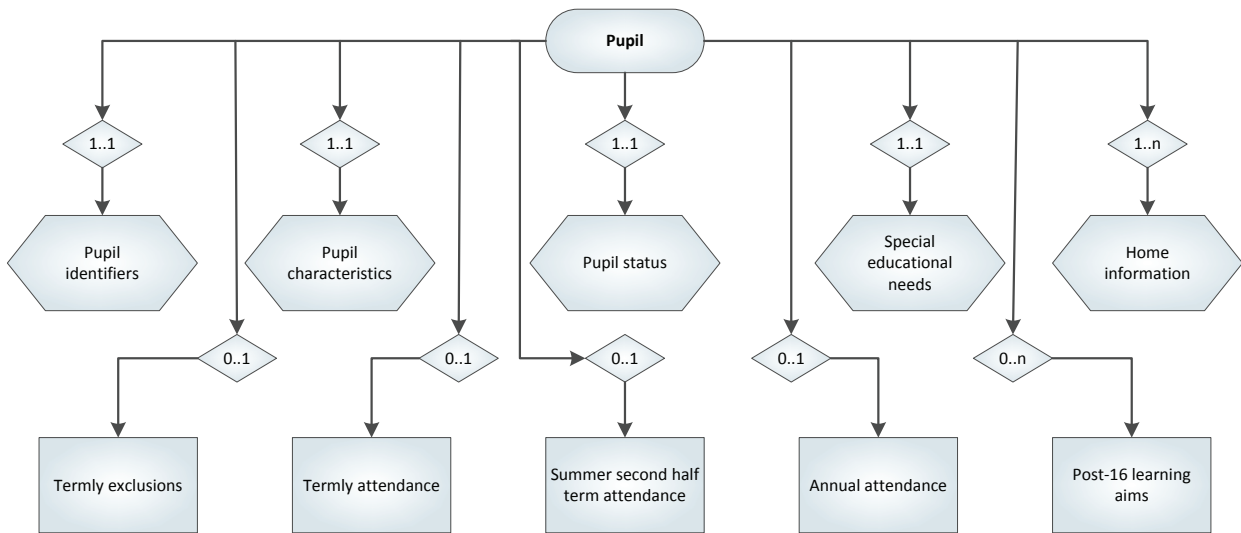 Pupil
1..1
1..1
1..1
1..1
1..n
Pupil
identifiers
Pupil
characteristics
Pupil status
Special
educational
needs
Home
information
0..1
0..1
0..1
0..1
0..n
Termly exclusions
Termly attendance
Summer second half
term attendance
Annual attendance
Post-16 learning
aims